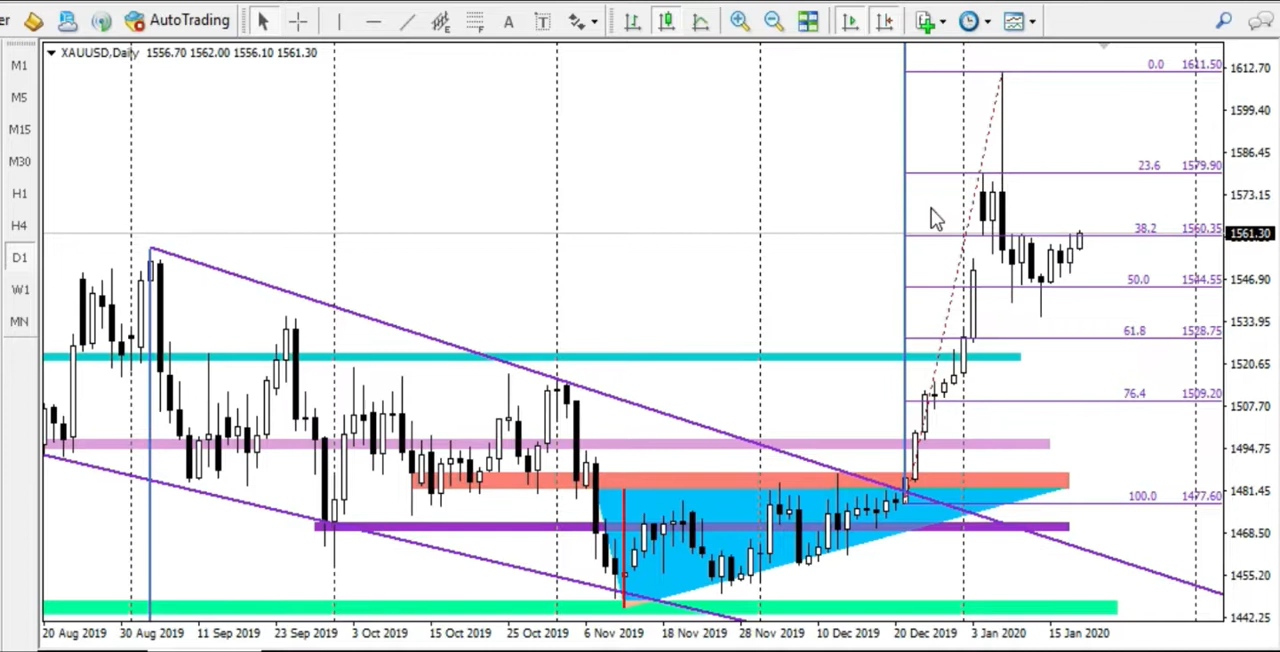 er AutoTrading A T
XAUUSD,Daily 1556.70 1562.00 1556.10 1561.30
M1
M5
M15
M30
H1
H4
D1
W1
MN
0.0 1611.50
23.6 1579.90
38.2 1560.35
50.0 1544.55
61.8 1528.75
76.4 1509.20
100.0 1477.60
1612.70
1599.40
1586.45
1573.15
1561.30
1546.90
1533.95
1520.65
1507.70
1494.75
1481.45
1468.50
1455.20
1442.25
20 Aug 2019 30 Aug 2019 11 Sep 2019 23 Sep 2019 3 Oct 2019 15 Oct 2019 25 Oct 2019 6 Nov 2019 18 Nov 2019 28 Nov 2019 10 Dec 2019 20 Dec 2019 3 Jan 2020 15 Jan 2020